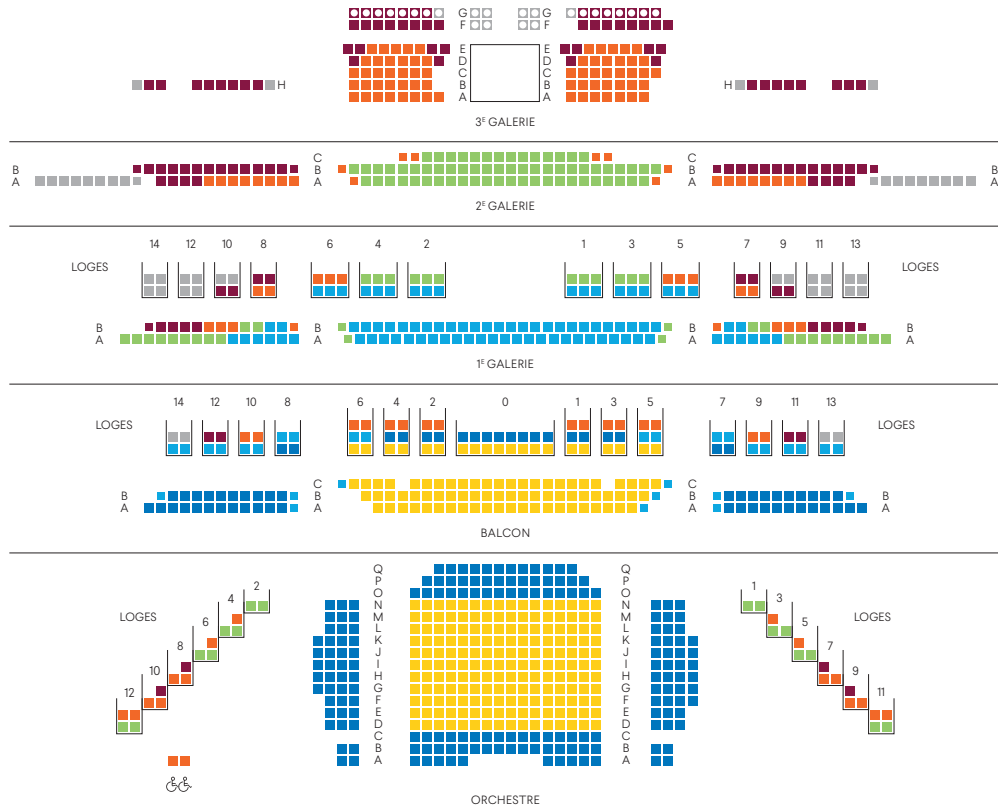 G G
F F
E E
D D
C C
B B
A A
H H
3E GALERIE
C C
B B B B
A A A A
2E GALERIE
14 12 10 8 6 4 2 1 3 5 7 9 11 13
LOGES LOGES
B B B B
A A A A
1E GALERIE
14 12 10 8 6 4 2 0 1 3 5 7 9 11 13
LOGES LOGES
C C
B B B B
A A A A
BALCON
Q Q
P P
O O
N N
M M
L L
K K
J J
I I
H H
G G
F F
E E
D D
C C
B B
A A
2 1
4 3
LOGES LOGES
6 5
8 7
10 9
12 11
ORCHESTRE